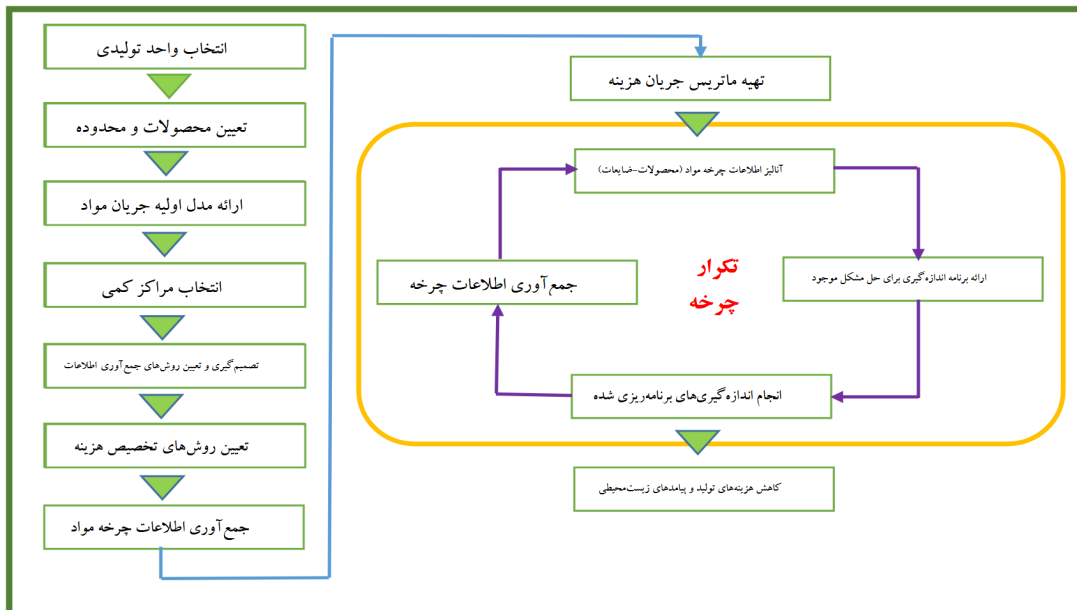 انتخاب واحد تولیدی
تعیین محصولات و محدوده
ارائه مدل اولیه جریان مواد
انتخاب مراکز کمی
تصمیم‌گیری و تعیین روش‌های جمع‌آوری اطلاعات
تعیین روش‌های تخصیص هزینه
جمع‌آوری اطلاعات چرخه مواد
تهیه ماتریس جریان هزینه
آنالیز اطلاعات چرخه مواد (محصولات-ضایعات)
ارائه برنامه اندازه‌گیری برای حل مشکل موجود
انجام اندازه‌گیری‌های برنامه‌ریزی شده
جمع‌آوری اطلاعات چرخه
تکرار
چرخه
کاهش هزینه‌های تولید و پیامدهای زیست‌محیطی